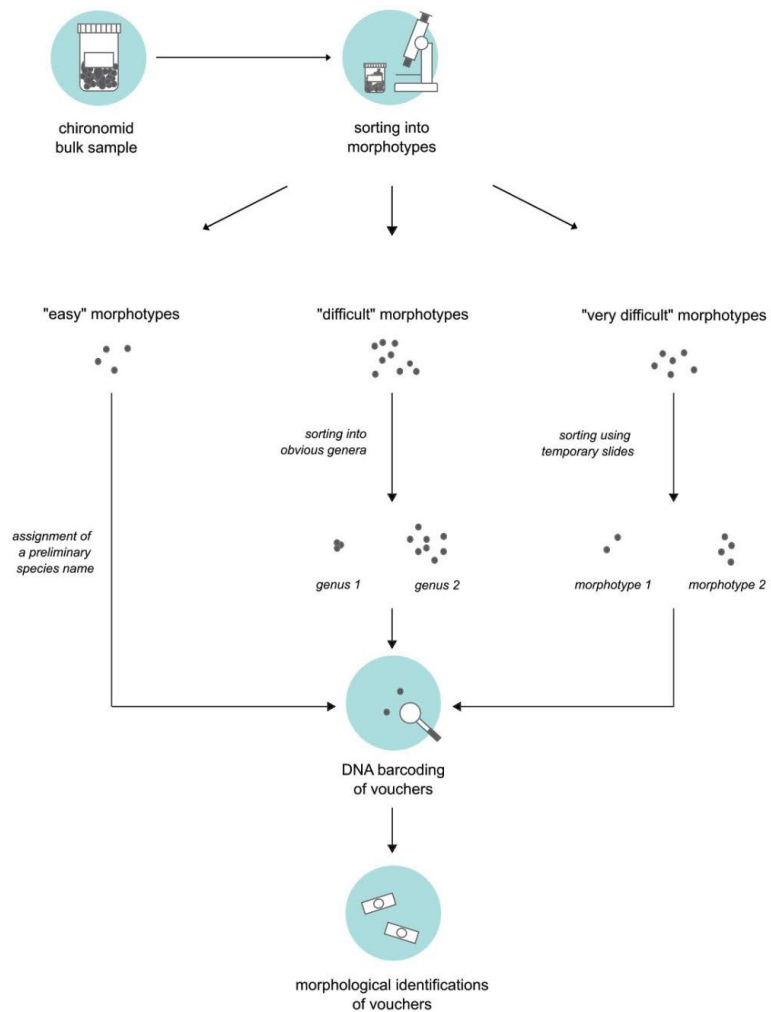 chironomid
bulk sample
sorting into
morphotypes
"easy" morphotypes
"difficult" morphotypes
"very difficult" morphotypes
sorting into
obvious genera
sorting using
temporary slides
assignment of
a preliminary
species name
genus 1
genus 2
morphotype 1
morphotype 2
DNA barcoding
of vouchers
morphological identifications
of vouchers